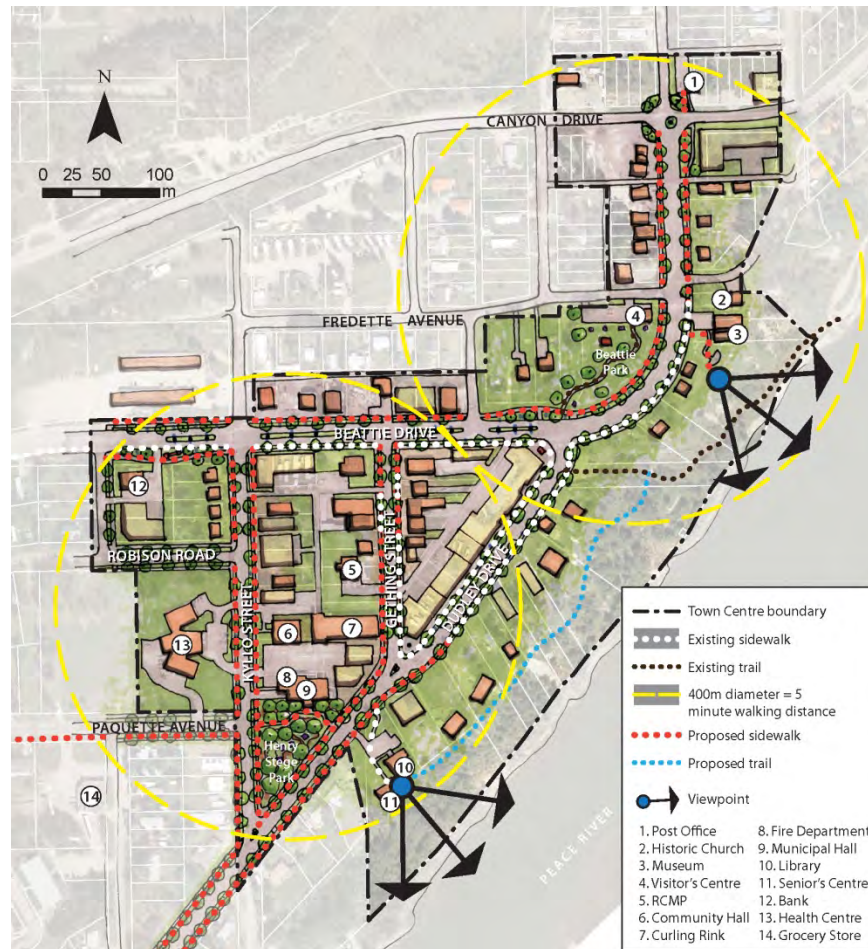 N
0 25 50 100
m
CANYON DRIVE
1
2
3
4
FREDETTE AVENUE
Beattie
Park
BEATTIE DRIVE
12
ROBISON ROAD
5
GETHING STREET
DUDLEY DRIVE
KYLLO STREET
6
7
13
8
9
PAQUETTE AVENUE
Henry
Stege
Park
14
10
11
PEACE RIVER
Town Centre boundary
Existing sidewalk
Existing trail
400m diameter = 5
minute walking distance
Proposed sidewalk
Proposed trail
Viewpoint
1. Post Office
2. Historic Church
3. Museum
4. Visitor's Centre
5. RCMP
6. Community Hall
7. Curling Rink
8. Fire Department
9. Municipal Hall
10. Library
11. Senior's Centre
12. Bank
13. Health Centre
14. Grocery Store